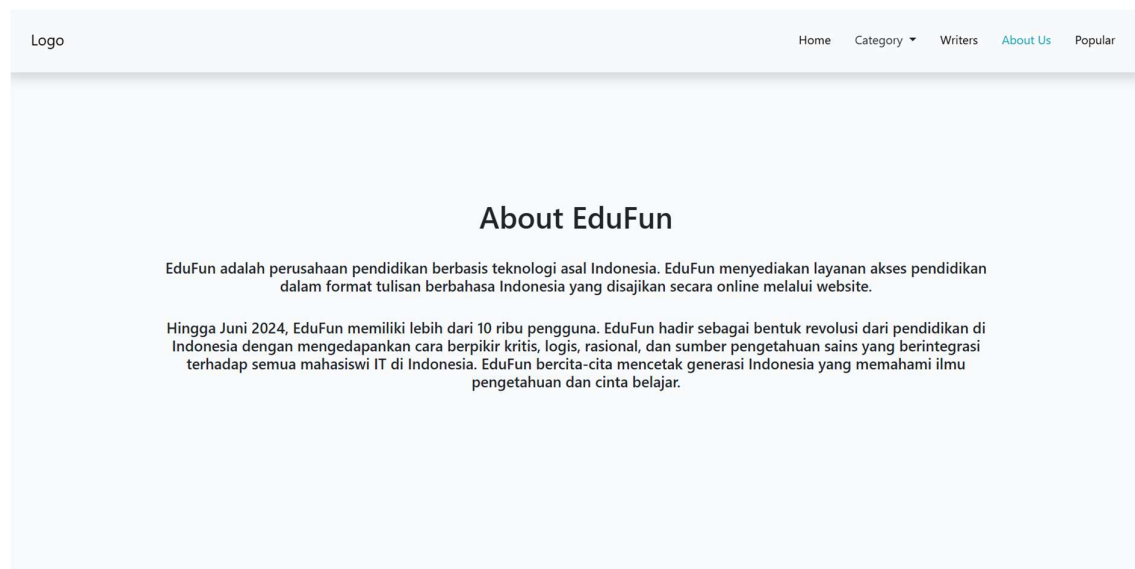 Logo
Home
Category
Writers
About Us
Popular
About EduFun
EduFun adalah perusahaan pendidikan berbasis teknologi asal Indonesia. EduFun menyediakan layanan akses pendidikan
dalam format tulisan berbahasa Indonesia yang disajikan secara online melalui website.
Hingga Juni 2024, EduFun memiliki lebih dari 10 ribu pengguna. EduFun hadir sebagai bentuk revolusi dari pendidikan di
Indonesia dengan mengedapankan cara berpikir kritis, logis, rasional, dan sumber pengetahuan sains yang berintegrasi
terhadap semua mahasiswi IT di Indonesia. EduFun bercita-cita mencetak generasi Indonesia yang memahami ilmu
pengetahuan dan cinta belajar.